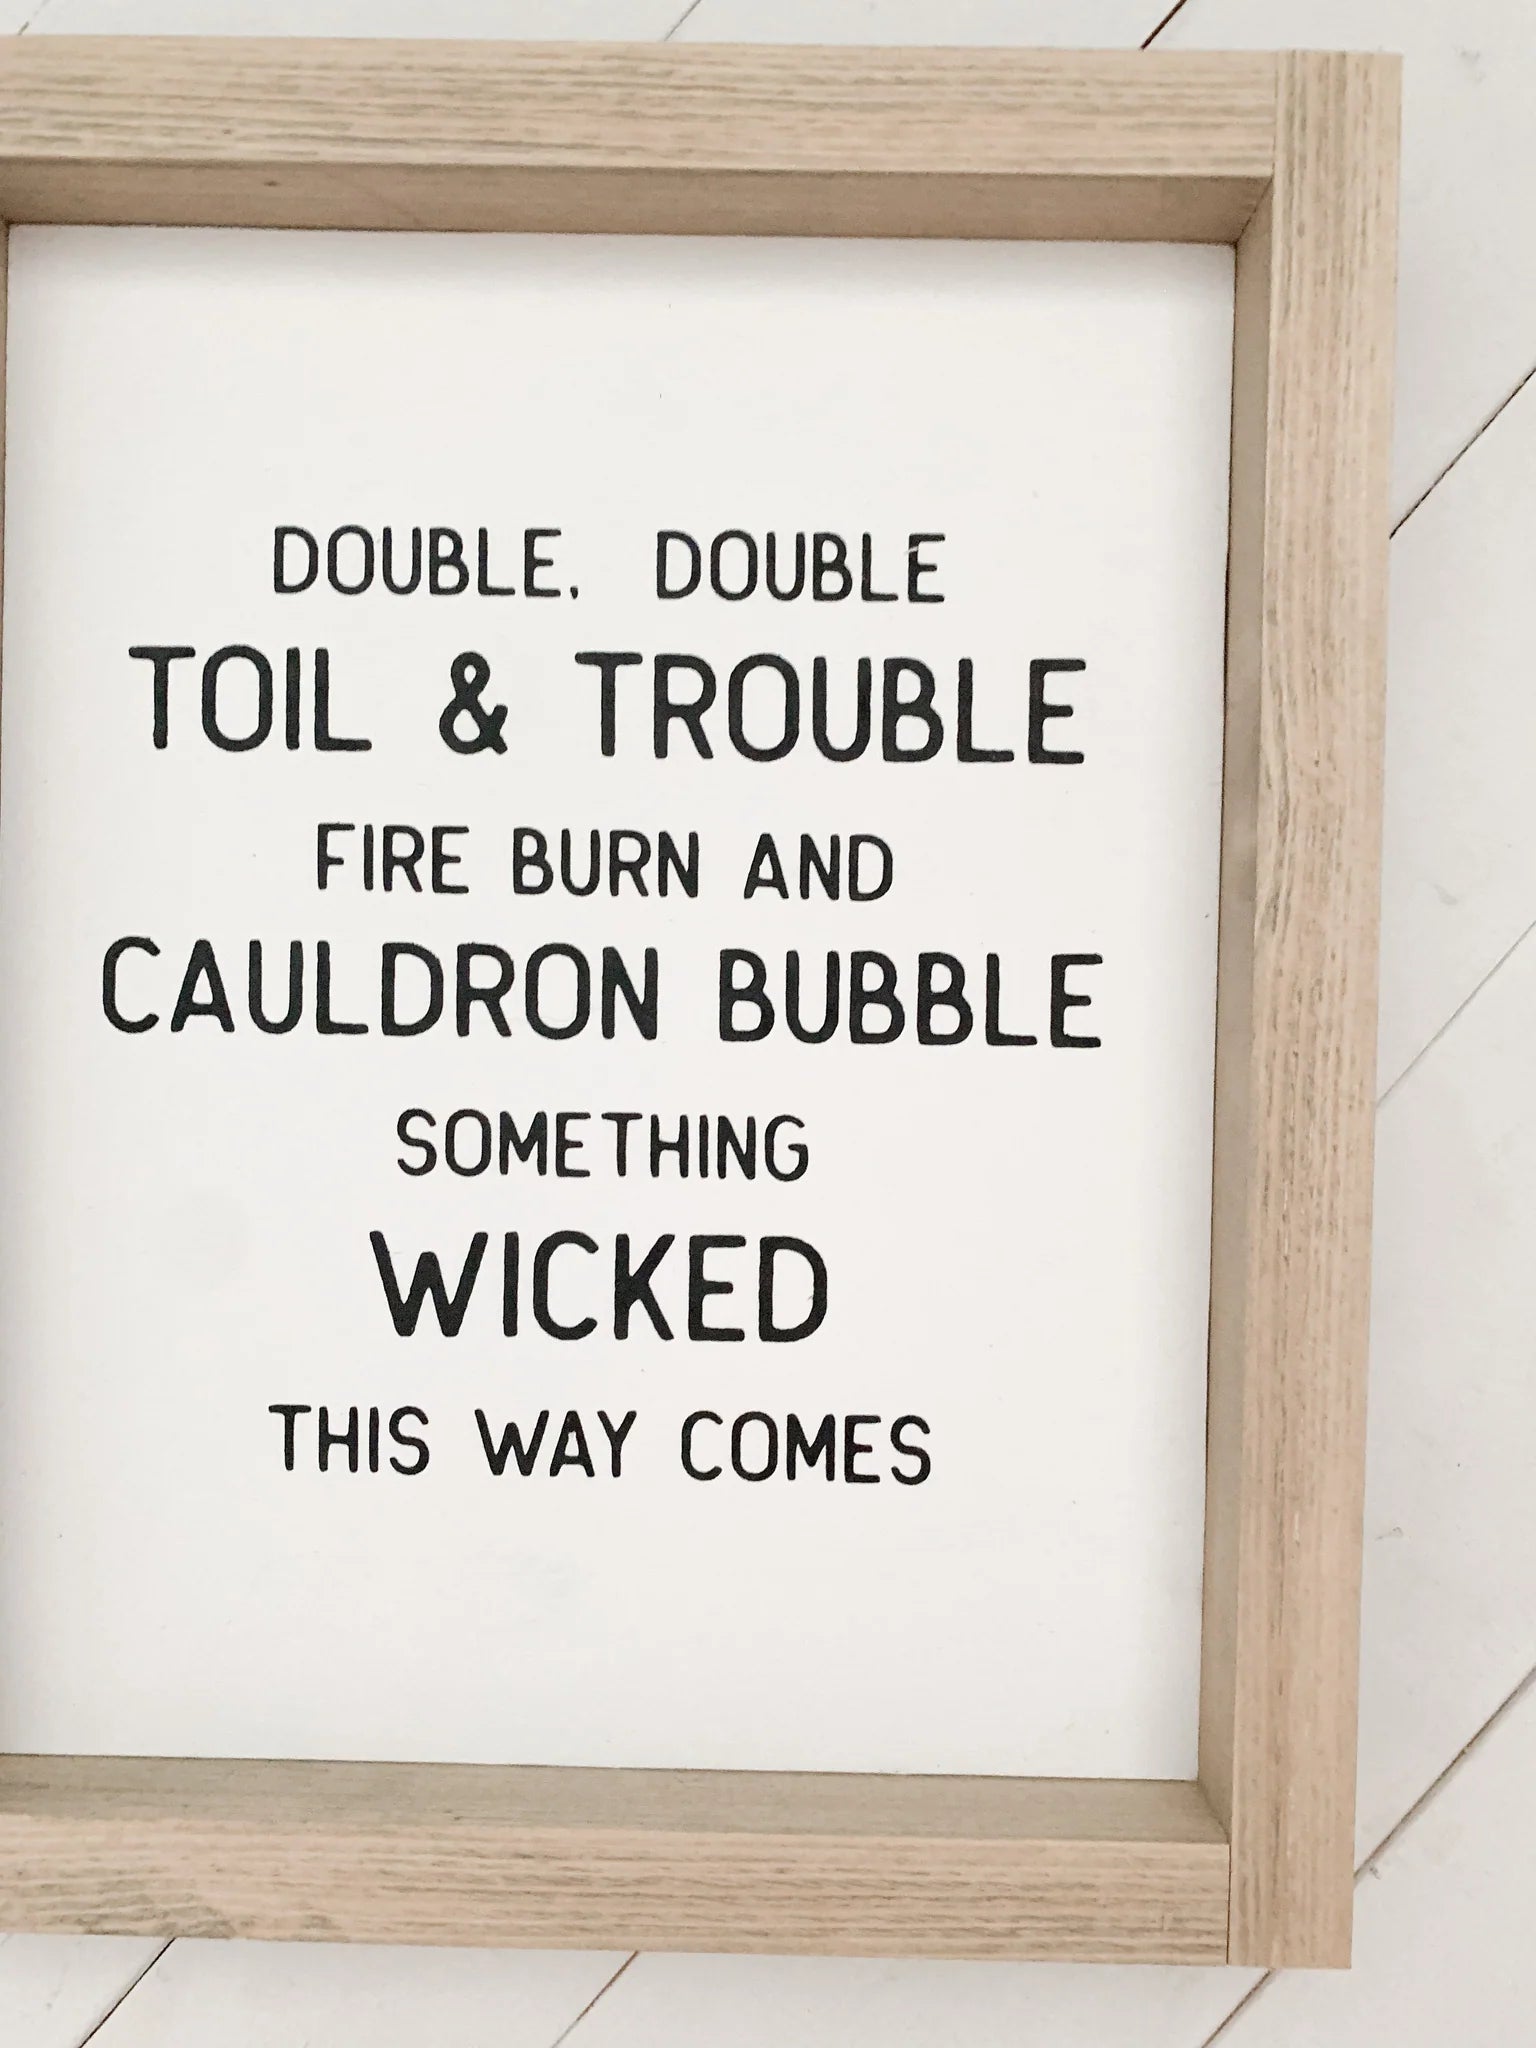 DOUBLE, DOUBLE
TOIL & TROUBLE
FIRE BURN AND
CAULDRON BUBBLE
SOMETHING
WICKED
THIS WAY COMES